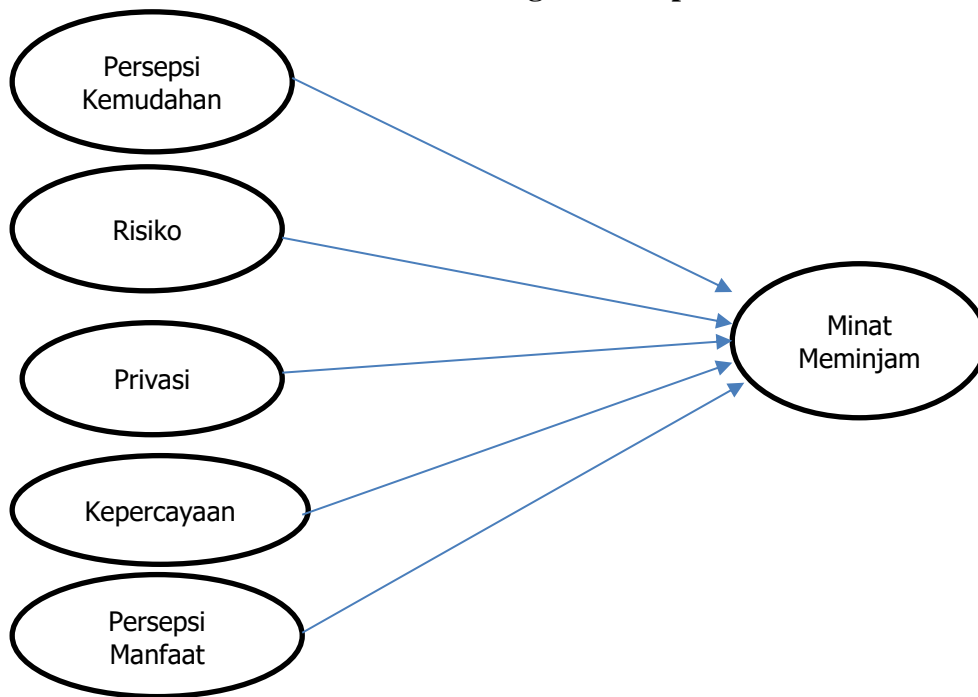 Persepsi
Kemudahan
Risiko
Privasi
Kepercayaan
Persepsi
Manfaat
Minat
Meminjam